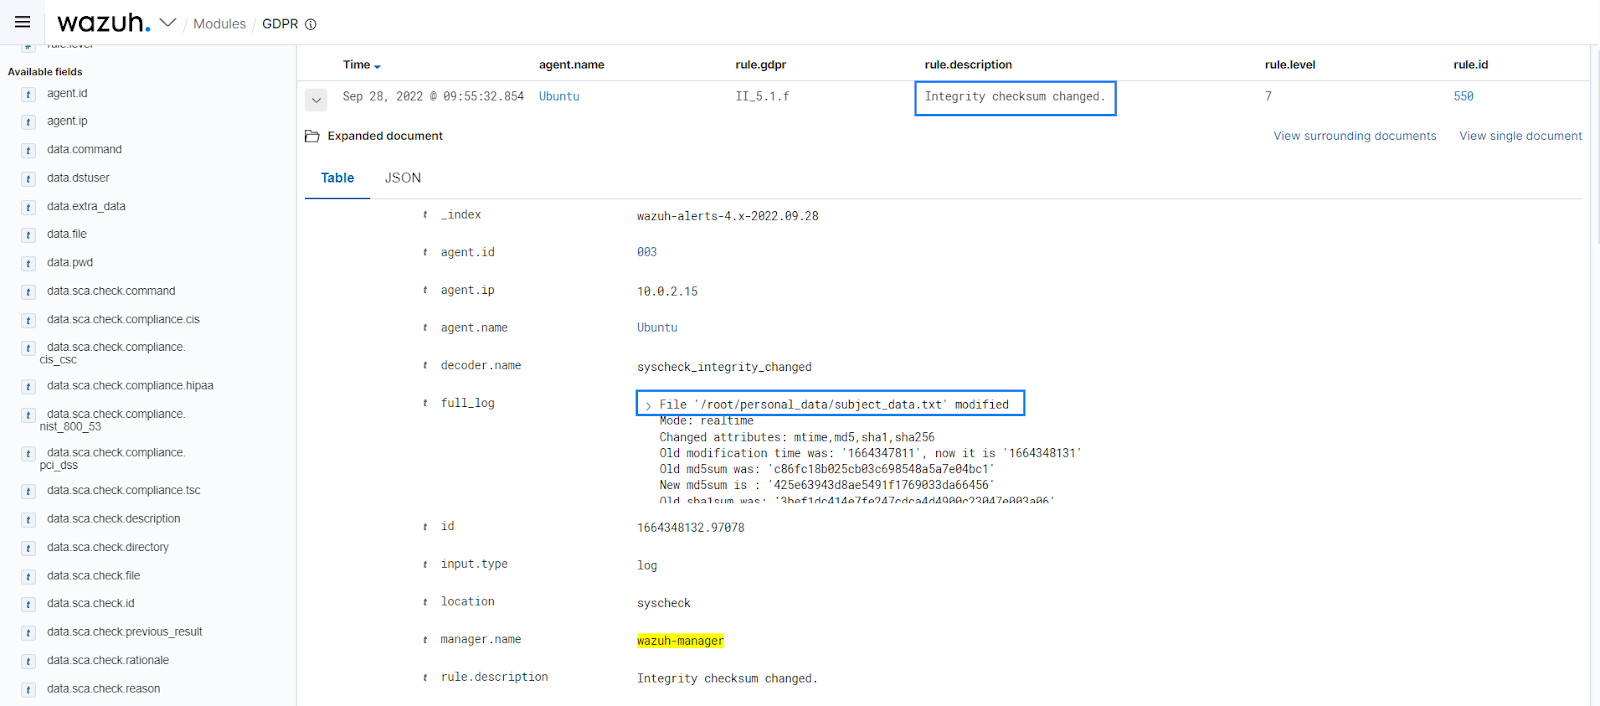 wazuh. / Modules / GDPR
rule.level
Available fields
t agent.id
t agent.ip
t data.command
t data.dstuser
t data.extra_data
t data.file
t data.pwd
t data.sca.check.command
t data.sca.check.compliance.cis
t data.sca.check.compliance.
cis_csc
t data.sca.check.compliance.hipaa
t data.sca.check.compliance.
nist_800_53
t data.sca.check.compliance.
pci_dss
t data.sca.check.compliance.tsc
t data.sca.check.description
t data.sca.check.directory
t data.sca.check.file
t data.sca.check.id
t data.sca.check.previous_result
t data.sca.check.rationale
t data.sca.check.reason
Time agent.name rule.gdpr rule.description rule.level rule.id
Sep 28, 2022 @ 09:55:32.854 Ubuntu II_5.1.f Integrity checksum changed. 7 550
Expanded document View surrounding documents View single document
Table JSON
t _index wazuh-alerts-4.x-2022.09.28
t agent.id 003
t agent.ip 10.0.2.15
t agent.name Ubuntu
t decoder.name syscheck_integrity_changed
t full_log > File '/root/personal_data/subject_data.txt' modified
Mode: realtime
Changed attributes: mtime,md5,sha1,sha256
Old modification time was: '1664347811', now it is '1664348131'
Old md5sum was: 'c86fc18b025cb03c698548a5a7e04bc1'
New md5sum is : '425e63943d8ae5491f1769033da66456'
Old sha1sum was: '3bef1dc414e7fe247cdca4d4900c23047e003a06'
t id 1664348132.97078
t input.type log
t location syscheck
t manager.name wazuh-manager
t rule.description Integrity checksum changed.